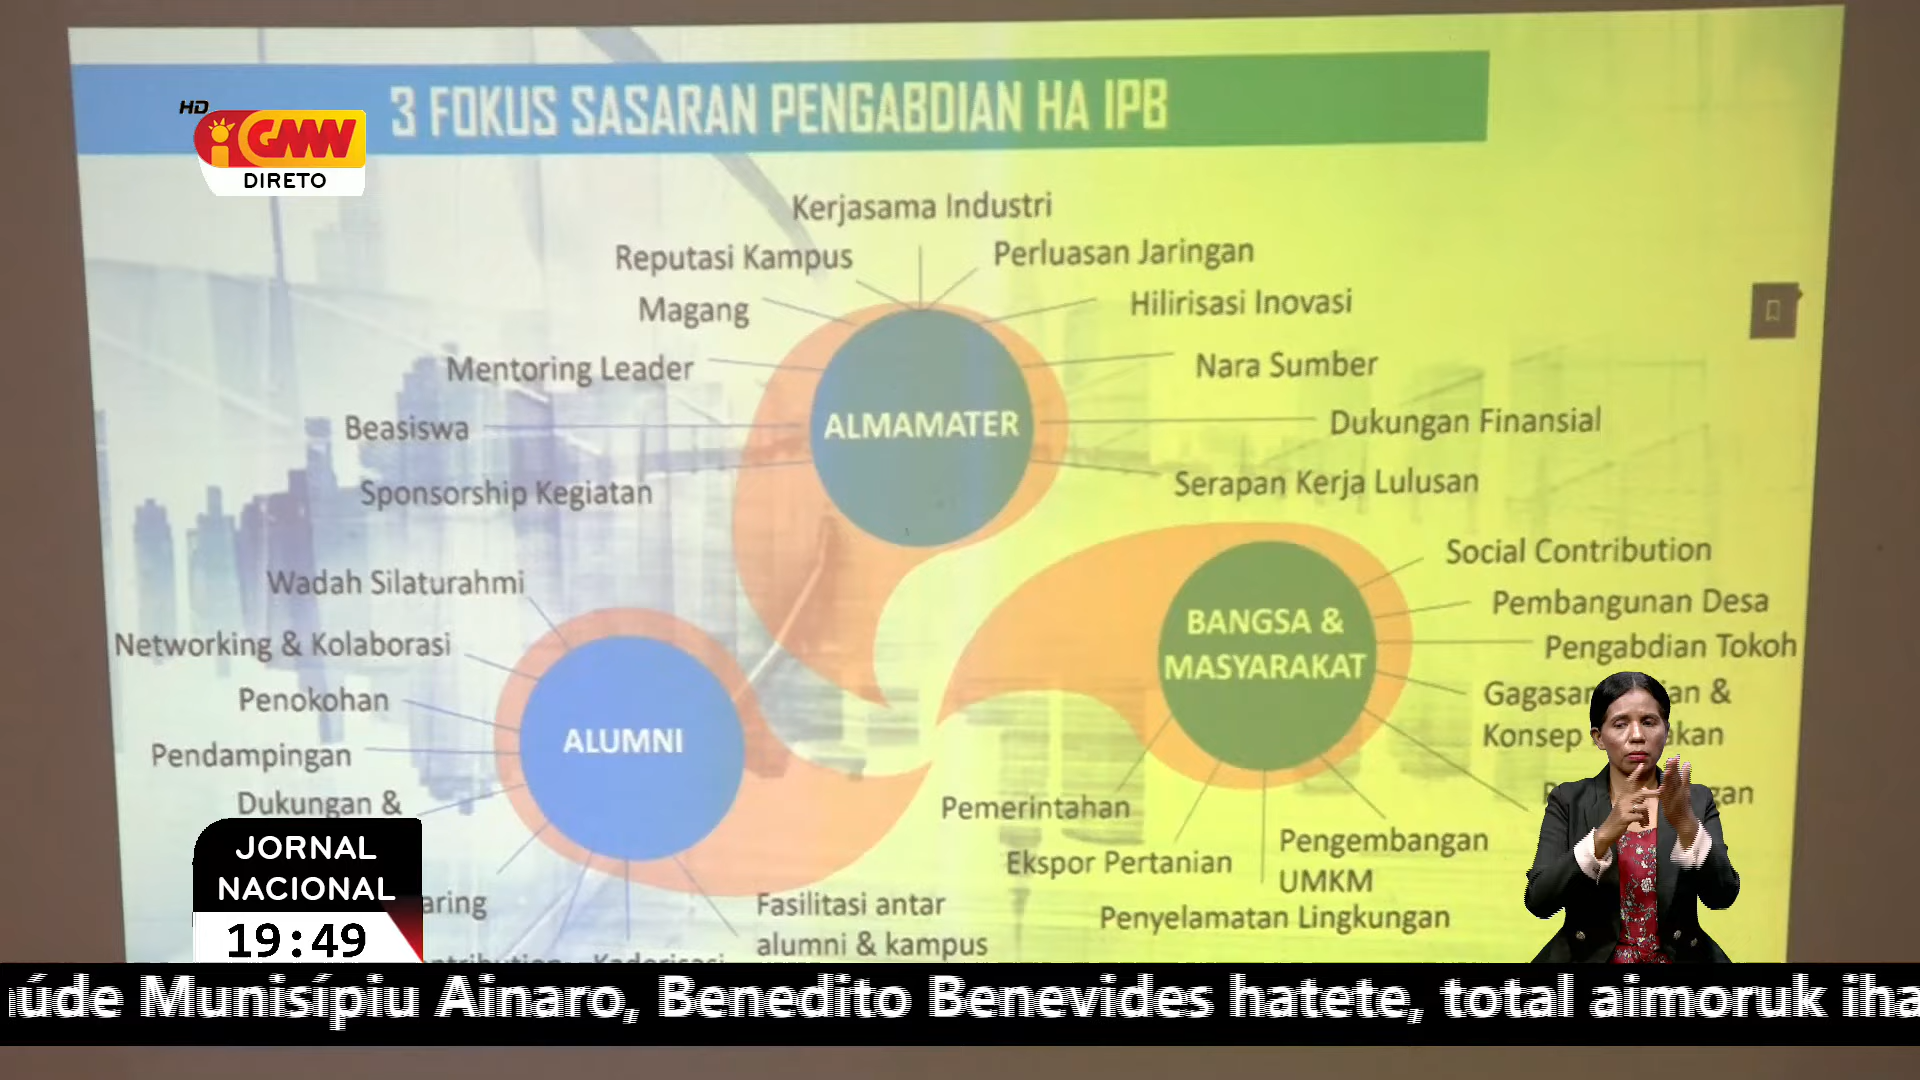 3 FOKUS SASARAN PENGABDIAN HA IPB
HD
GMN
DIRETO
Kerjasama Industri
Reputasi Kampus
Perluasan Jaringan
Magang
Hilirisasi Inovasi
Mentoring Leader
Nara Sumber
Beasiswa
ALMAMATER
Dukungan Finansial
Sponsorship Kegiatan
Serapan Kerja Lulusan
Social Contribution
Wadah Silaturahmi
Pembangunan Desa
BANGSA &
MASYARAKAT
Networking & Kolaborasi
Pengabdian Tokoh
Penokohan
&
Konsep
ALUMNI
Pendampingan
Dukungan &
Pemerintahan
Pengembangan
UMKM
Ekspor Pertanian
Penyelamatan Lingkungan
Fasilitasi antar
alumni & kampus
JORNAL
NACIONAL
19:49
Munisípiu Ainaro, Benedito Benevides hatete, total aimoruk